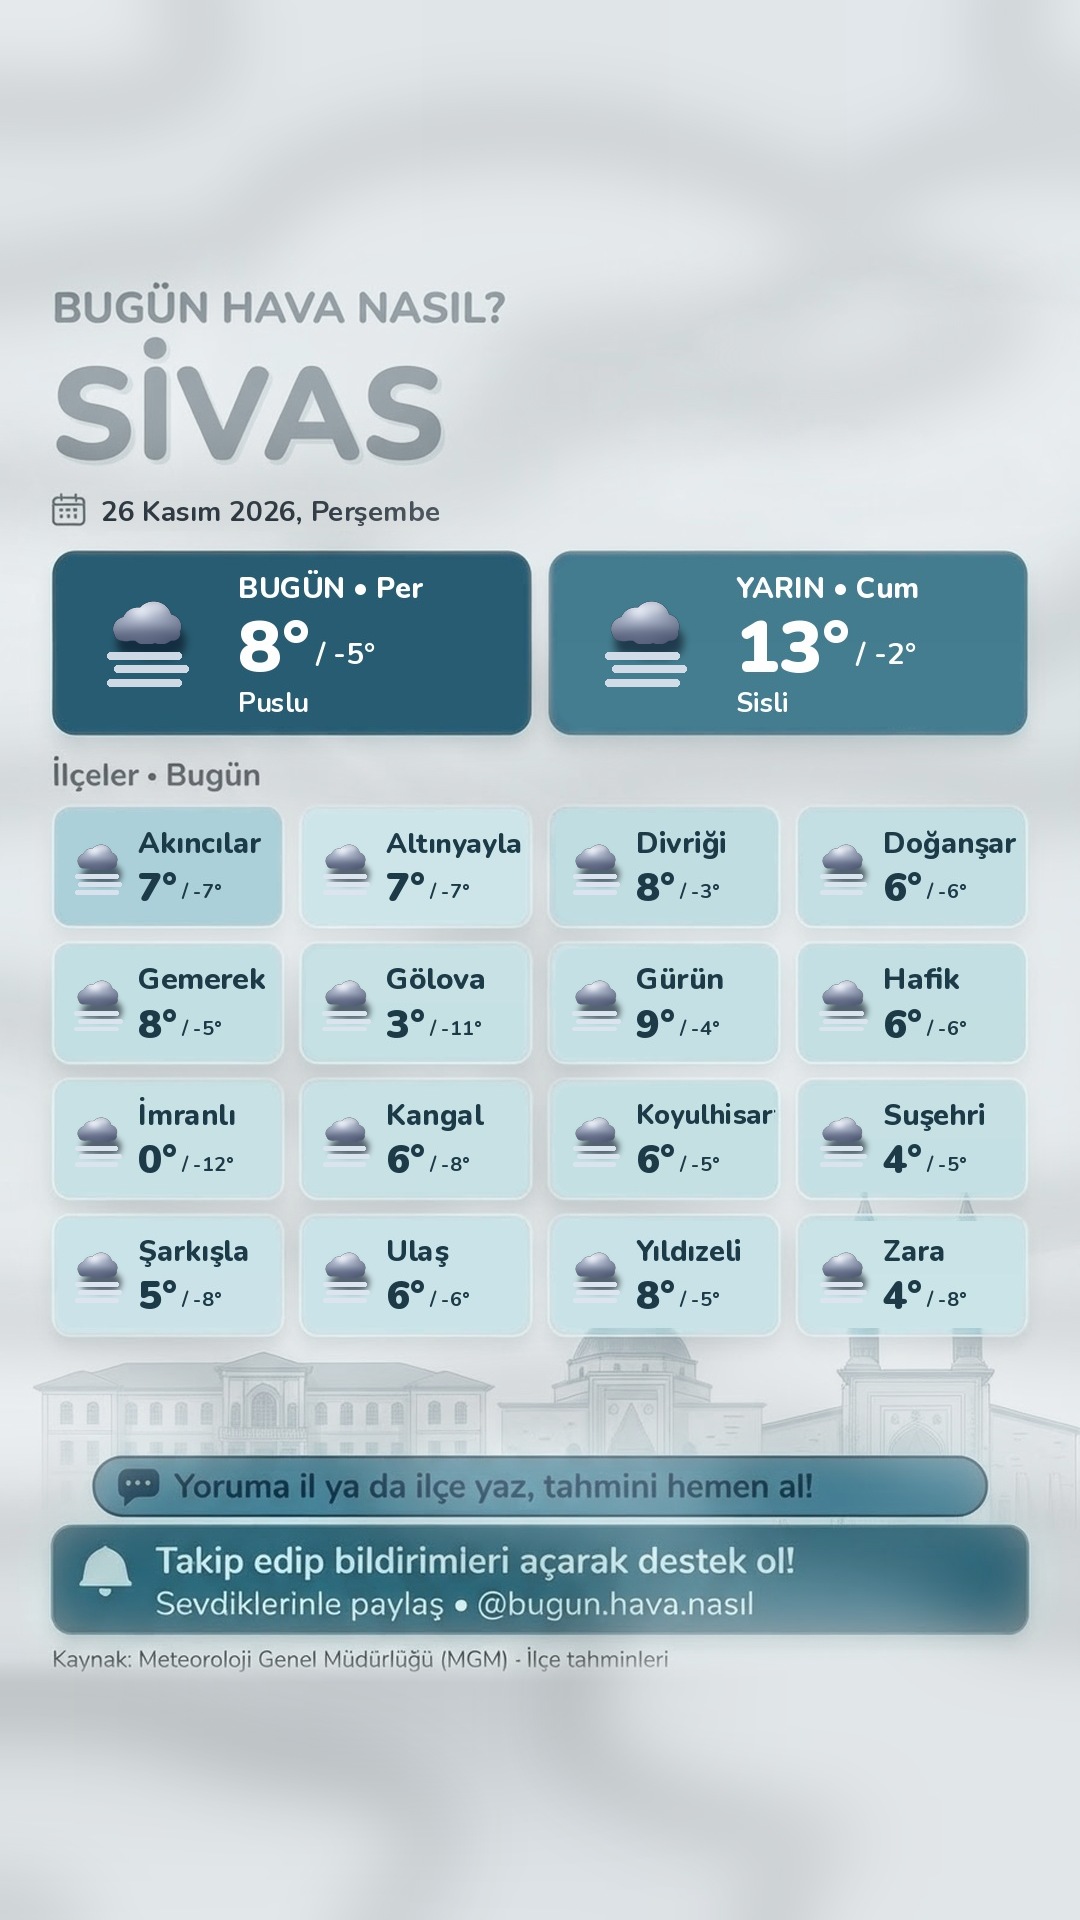 BUGÜN HAVA NASIL?
SİVAS
26 Kasım 2026, Perşembe
BUGÜN • Per
8° / -5°
Puslu
YARIN • Cum
13° / -2°
Sisli
İlçeler • Bugün
Akıncılar
7° / -7°
Altınyayla
7° / -7°
Divriği
8° / -3°
Doğanşar
6° / -6°
Gemerek
8° / -5°
Gölova
3° / -11°
Gürün
9° / -4°
Hafik
6° / -6°
İmranlı
0° / -12°
Kangal
6° / -8°
Koyulhisar
6° / -5°
Suşehri
4° / -5°
Şarkışla
5° / -8°
Ulaş
6° / -6°
Yıldızeli
8° / -5°
Zara
4° / -8°
Yoruma il ya da ilçe yaz, tahmini hemen al!
Takip edip bildirimleri açarak destek ol!
Sevdiklerinle paylaş • @bugun.hava.nasıl
Kaynak: Meteoroloji Genel Müdürlüğü (MGM) - İlçe tahminleri